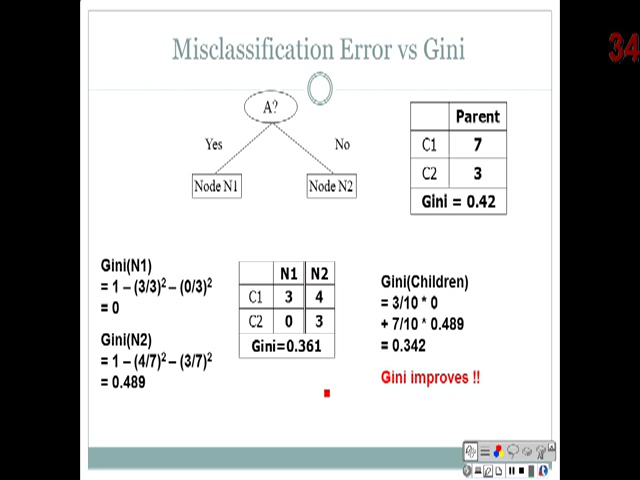 Misclassification Error vs Gini
34
A?
Yes
No
Node N1
Node N2
Parent
C1 7
C2 3
Gini = 0.42
Gini(N1)
= 1 – (3/3)² – (0/3)²
= 0
Gini(N2)
= 1 – (4/7)² – (3/7)²
= 0.489
N1 N2
C1 3 4
C2 0 3
Gini=0.361
Gini(Children)
= 3/10 * 0
+ 7/10 * 0.489
= 0.342
Gini improves !!